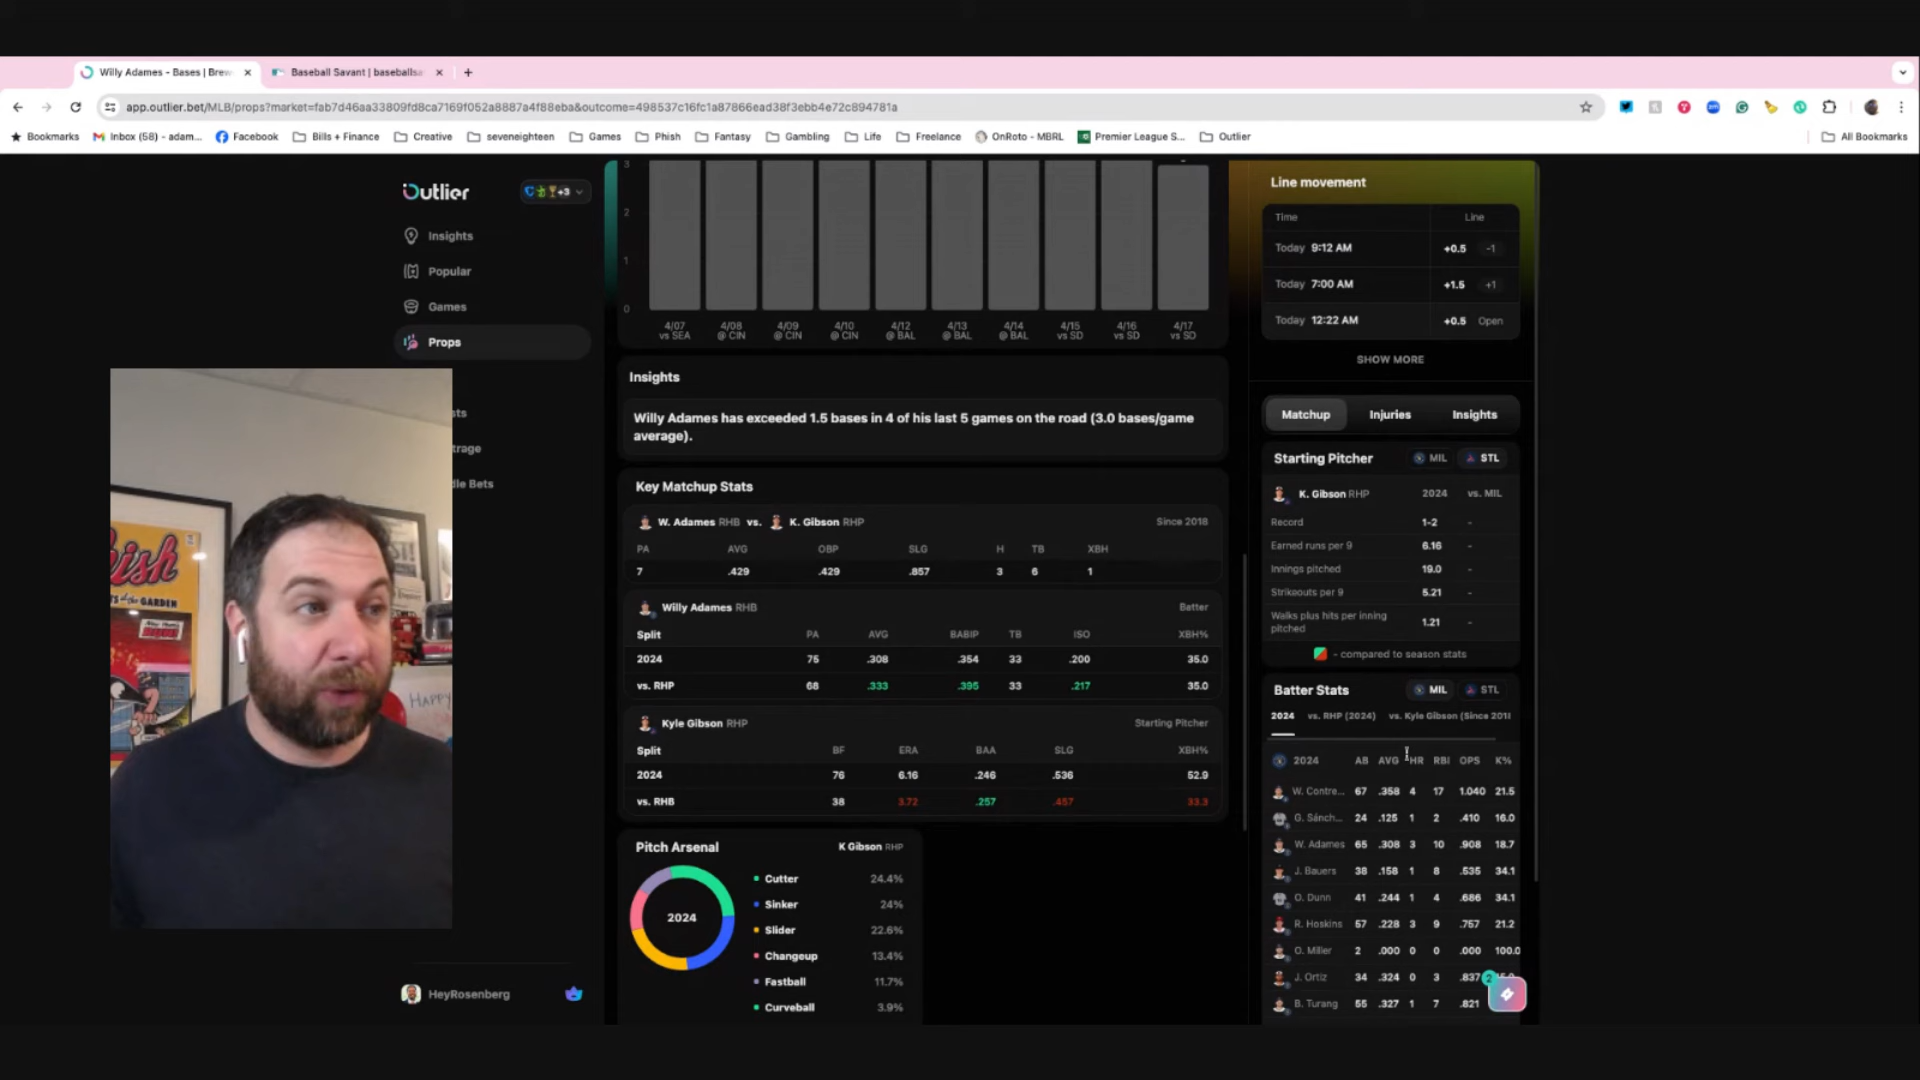 Willy Adames - Bases | Brew
Baseball Savant | baseballsa
app.outlier.bet/MLB/props?market=fab7d46aa33809fd8ca7169f052a8887a4f88eba&outcome=498537c16fc1a87866ead38f3ebb4e72c894781a
Bookmarks Inbox (58) - adam... Facebook Bills + Finance Creative seveneighteen Games Phish Fantasy Gambling Life Freelance OnRoto - MBRL Premier League S... Outlier All Bookmarks
Outlier +3
Insights
Popular
Games
Props
sts
trage
dle Bets
HeyRosenberg
3
2
1
0
4/07 4/08 4/09 4/10 4/12 4/13 4/14 4/15 4/16 4/17
vs SEA @ CIN @ CIN @ CIN @ BAL @ BAL @ BAL vs SD vs SD vs SD
Insights
Willy Adames has exceeded 1.5 bases in 4 of his last 5 games on the road (3.0 bases/game
average).
Key Matchup Stats
W. Adames RHB vs. K. Gibson RHP Since 2018
PA AVG OBP SLG H TB XBH
7 .429 .429 .857 3 6 1
Willy Adames RHB Batter
Split PA AVG BABIP TB ISO XBH%
2024 75 .308 .354 33 .200 35.0
vs. RHP 68 .333 .395 33 .217 35.0
Kyle Gibson RHP Starting Pitcher
Split BF ERA BAA SLG XBH%
2024 76 6.16 .246 .536 52.9
vs. RHB 38 3.72 .257 .457 33.3
Pitch Arsenal K Gibson RHP
2024
Cutter 24.4%
Sinker 24%
Slider 22.6%
Changeup 13.4%
Fastball 11.7%
Curveball 3.9%
Line movement
Time Line
Today 9:12 AM +0.5 -1
Today 7:00 AM +1.5 +1
Today 12:22 AM +0.5 Open
SHOW MORE
Matchup Injuries Insights
Starting Pitcher MIL STL
K. Gibson RHP 2024 vs. MIL
Record 1-2 -
Earned runs per 9 6.16 -
Innings pitched 19.0 -
Strikeouts per 9 5.21 -
Walks plus hits per inning
pitched 1.21 -
- compared to season stats
Batter Stats MIL STL
2024 vs. RHP (2024) vs. Kyle Gibson (Since 2018
2024 AB AVG HR RBI OPS K%
W. Contre... 67 .358 4 17 1.040 21.5
G. Sánch... 24 .125 1 2 .410 16.0
W. Adames 65 .308 3 10 .908 18.7
J. Bauers 38 .158 1 8 .535 34.1
O. Dunn 41 .244 1 4 .686 34.1
R. Hoskins 57 .228 3 9 .757 21.2
O. Miller 2 .000 0 0 .000 100.0
J. Ortiz 34 .324 0 3 .837
B. Turang 55 .327 1 7 .821
2
ish
HAPPY